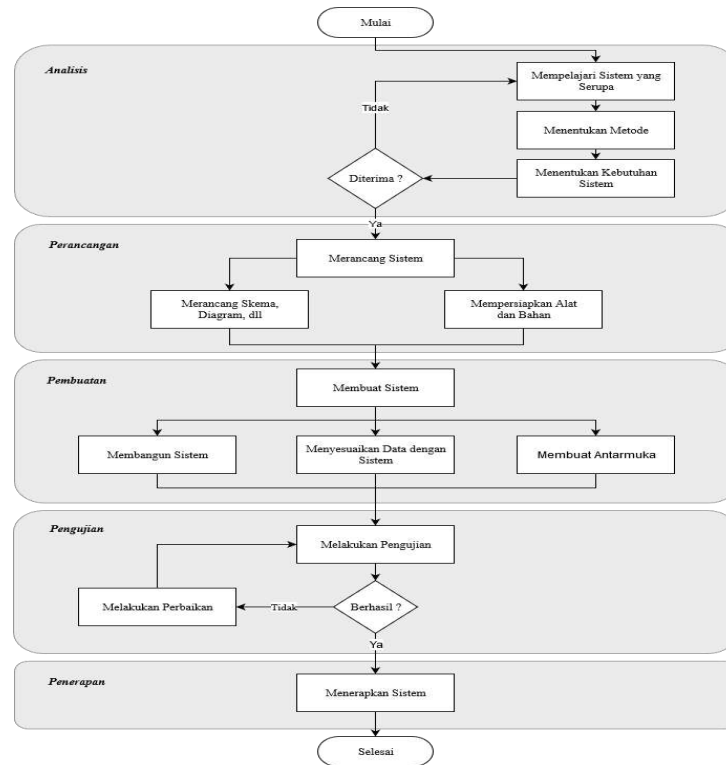 Mulai
Analisis
Mempelajari Sistem yang
Serupa
Tidak
Menentukan Metode
Diterima ?
Menentukan Kebutuhan
Sistem
Ya
Perancangan
Merancang Sistem
Merancang Skema,
Diagram, dll
Mempersiapkan Alat
dan Bahan
Pembuatan
Membuat Sistem
Membangun Sistem
Menyesuaikan Data dengan
Sistem
Membuat Antarmuka
Pengujian
Melakukan Pengujian
Melakukan Perbaikan
Tidak
Berhasil ?
Ya
Penerapan
Menerapkan Sistem
Selesai